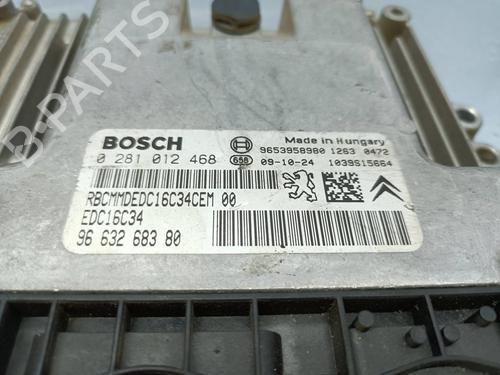 BOSCH
Made in Hungary
9653958980 1263 0472
0 281 012 468
658
09-10-24
1039S15664
RBCMMDEDC16C34CEM 00
EDC16C34
96 632 683 80